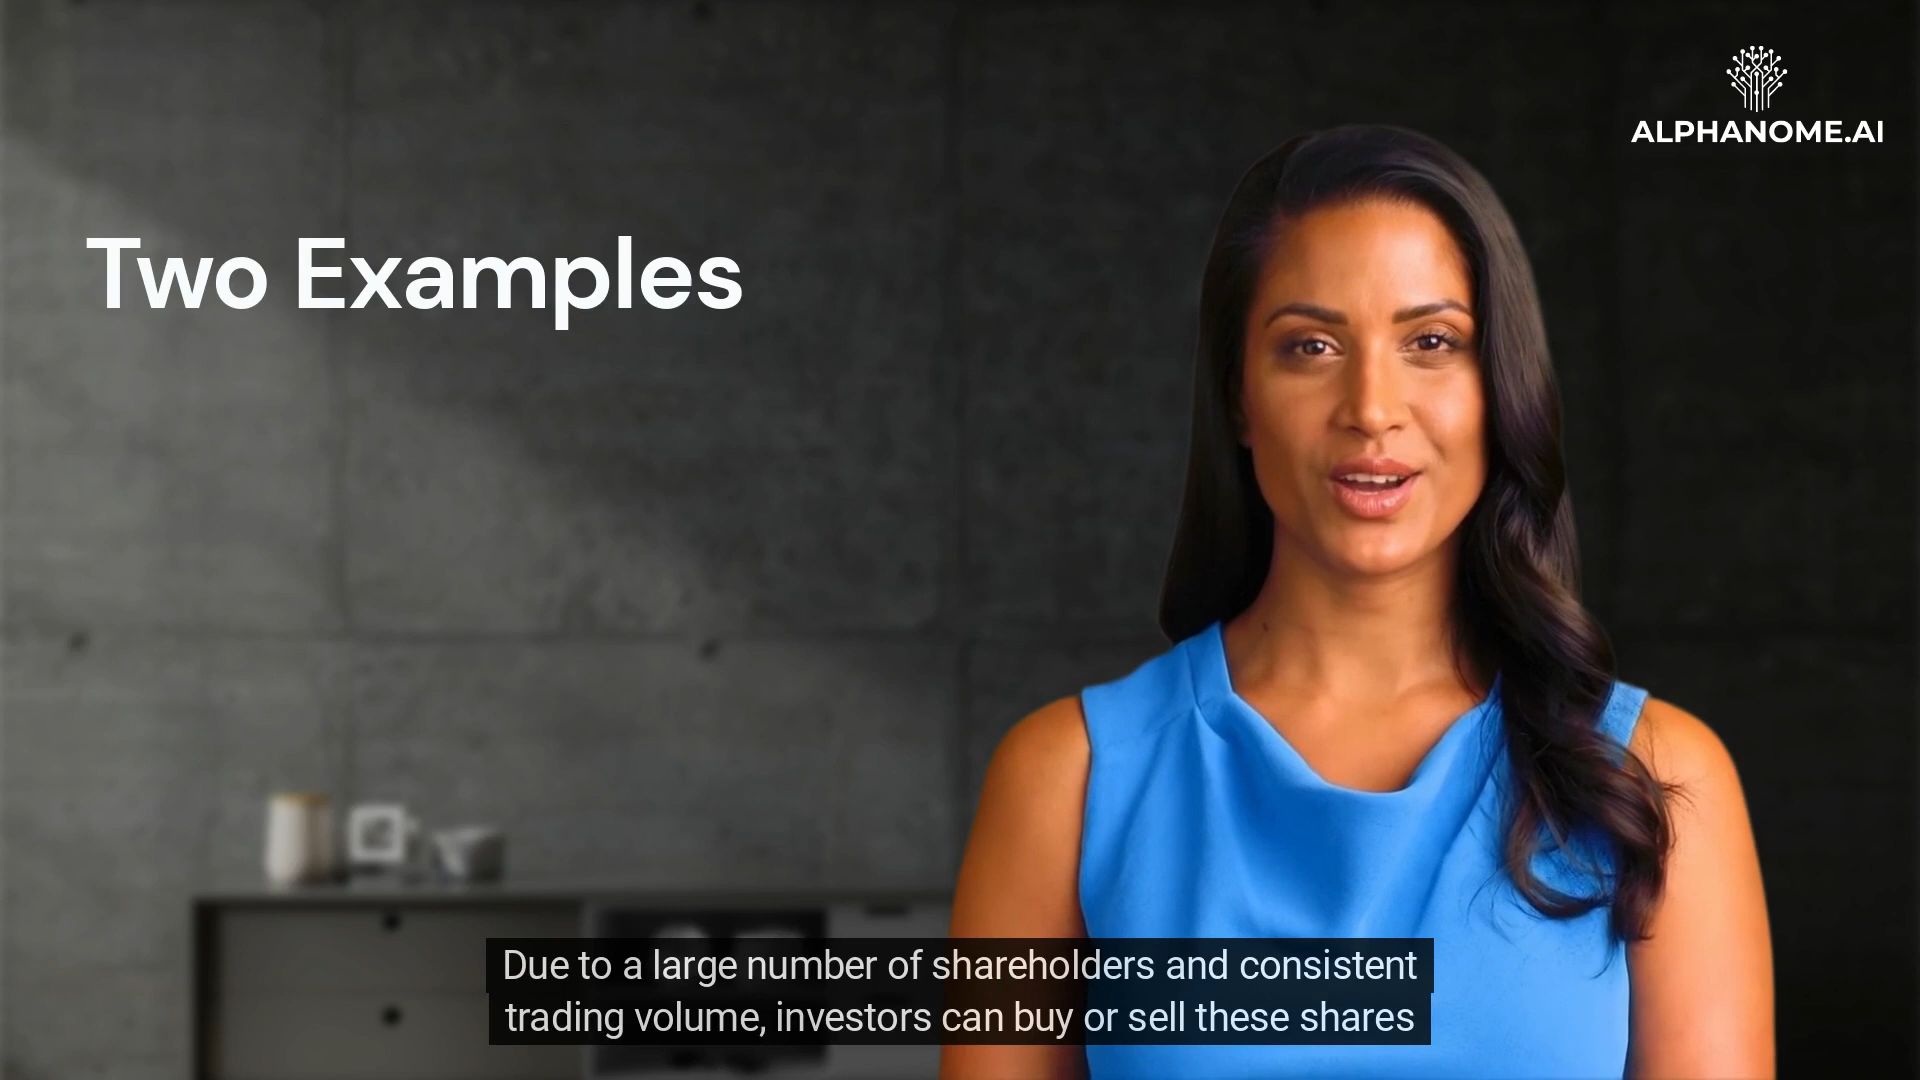 ALPHANOME.AI
Two Examples
Due to a large number of shareholders and consistent
trading volume, investors can buy or sell these shares